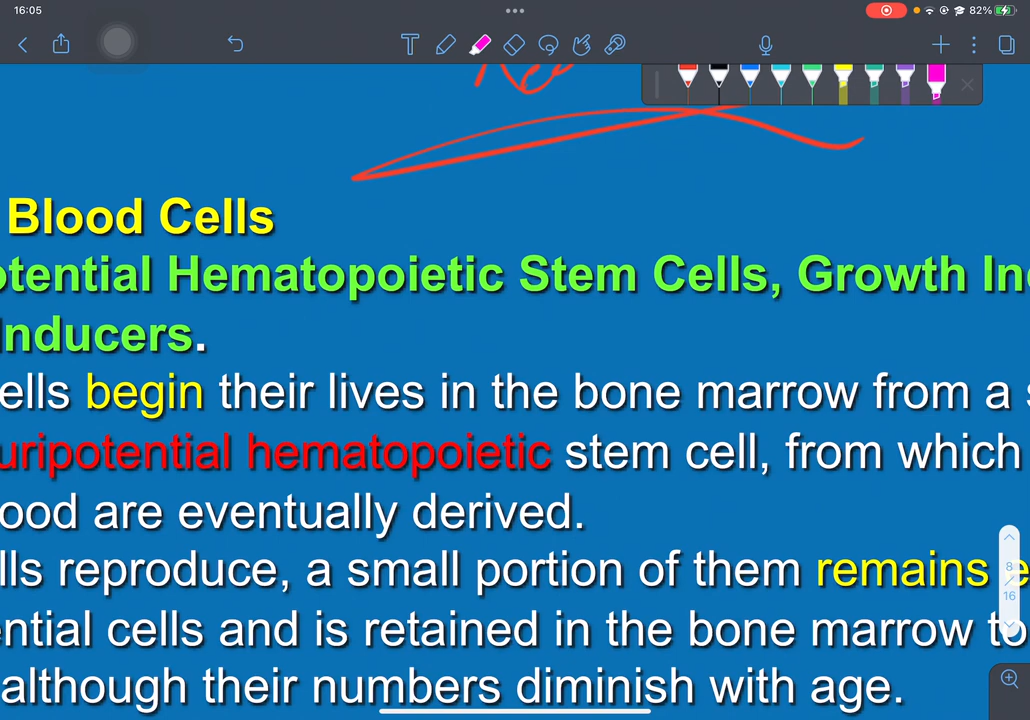 16:05
82%
Blood Cells
otential Hematopoietic Stem Cells, Growth In
Inducers.
ells begin their lives in the bone marrow from a s
uripotential hematopoietic stem cell, from which
ood are eventually derived.
lls reproduce, a small portion of them remains e
ential cells and is retained in the bone marrow to
although their numbers diminish with age.
8
16